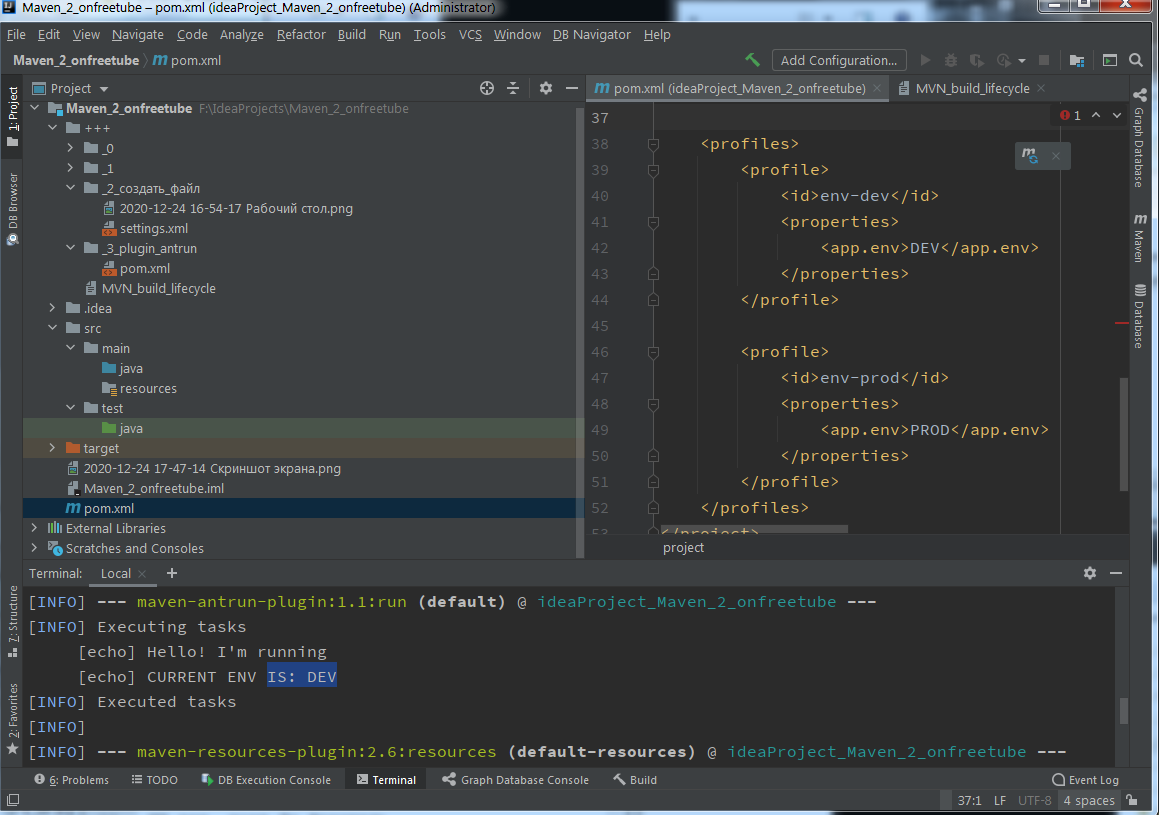 Maven_2_onfreetube – pom.xml (ideaProject_Maven_2_onfreetube) (Administrator)
File Edit View Navigate Code Analyze Refactor Build Run Tools VCS Window DB Navigator Help
Maven_2_onfreetube pom.xml Add Configuration...
Project
pom.xml (ideaProject_Maven_2_onfreetube)
MVN_build_lifecycle
1: Project
DB Browser
Maven_2_onfreetube F:\IdeaProjects\Maven_2_onfreetube
+++
_0
_1
_2_создать_файл
2020-12-24 16-54-17 Рабочий стол.png
settings.xml
_3_plugin_antrun
pom.xml
MVN_build_lifecycle
.idea
src
main
java
resources
test
java
target
2020-12-24 17-47-14 Скриншот экрана.png
Maven_2_onfreetube.iml
pom.xml
External Libraries
Scratches and Consoles
37
1
38 <profiles>
39 <profile>
40 <id>env-dev</id>
41 <properties>
42 <app.env>DEV</app.env>
43 </properties>
44 </profile>
45
46 <profile>
47 <id>env-prod</id>
48 <properties>
49 <app.env>PROD</app.env>
50 </properties>
51 </profile>
52 </profiles>
53 </project>
project
Graph Database
Maven
Database
Terminal: Local +
[INFO] --- maven-antrun-plugin:1.1:run (default) @ ideaProject_Maven_2_onfreetube ---
[INFO] Executing tasks
[echo] Hello! I'm running
[echo] CURRENT ENV IS: DEV
[INFO] Executed tasks
[INFO]
[INFO] --- maven-resources-plugin:2.6:resources (default-resources) @ ideaProject_Maven_2_onfreetube ---
Z: Structure
2: Favorites
6: Problems TODO DB Execution Console Terminal Graph Database Console Build Event Log
37:1 LF UTF-8 4 spaces